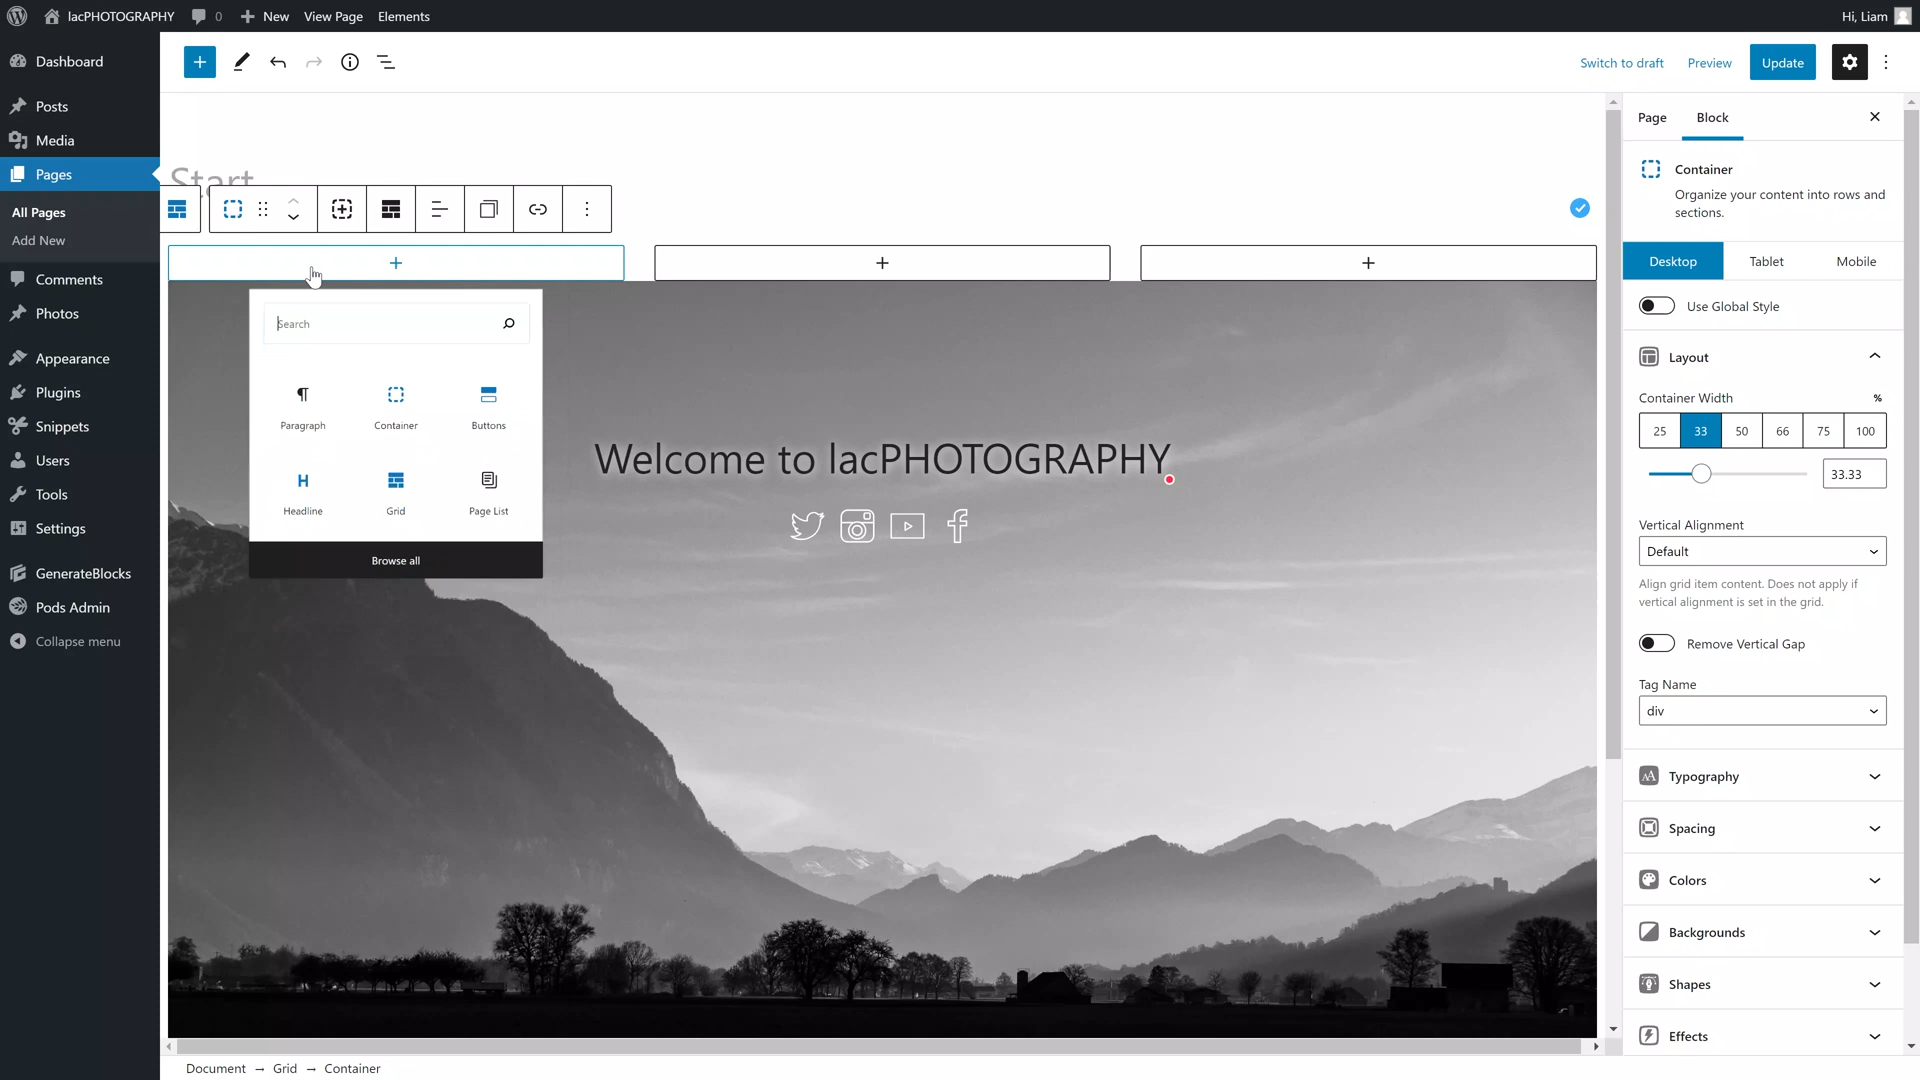 lacPHOTOGRAPHY 0 New View Page Elements Hi, Liam
Dashboard
Posts
Media
Pages
All Pages
Add New
Comments
Photos
Appearance
Plugins
Snippets
Users
Tools
Settings
GenerateBlocks
Pods Admin
Collapse menu
Switch to draft Preview Update
Start
Search
Paragraph Container Buttons
Headline Grid Page List
Browse all
Welcome to lacPHOTOGRAPHY
Page Block
Container
Organize your content into rows and
sections.
Desktop Tablet Mobile
Use Global Style
Layout
Container Width %
25 33 50 66 75 100
33.33
Vertical Alignment
Default
Align grid item content. Does not apply if
vertical alignment is set in the grid.
Remove Vertical Gap
Tag Name
div
Typography
Spacing
Colors
Backgrounds
Shapes
Effects
Document → Grid → Container